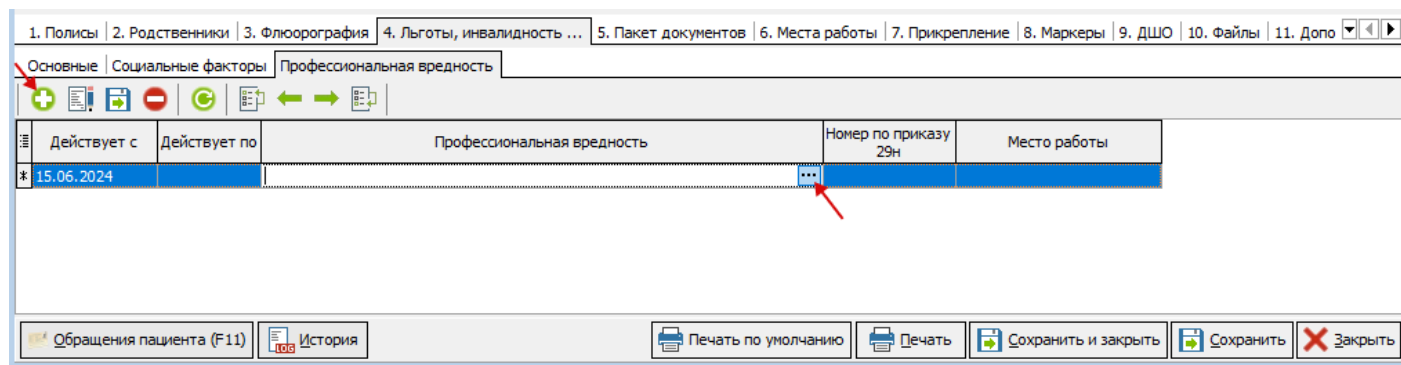 1. Полисы 2. Родственники 3. Флюорография 4. Льготы, инвалидность ... 5. Пакет документов 6. Места работы 7. Прикрепление 8. Маркеры 9. ДШО 10. Файлы 11. Допо
Основные Социальные факторы Профессиональная вредность
Действует с Действует по Профессиональная вредность Номер по приказу 29н Место работы
* 15.06.2024 ...
Обращения пациента (F11) LOG История Печать по умолчанию Печать Сохранить и закрыть Сохранить Закрыть